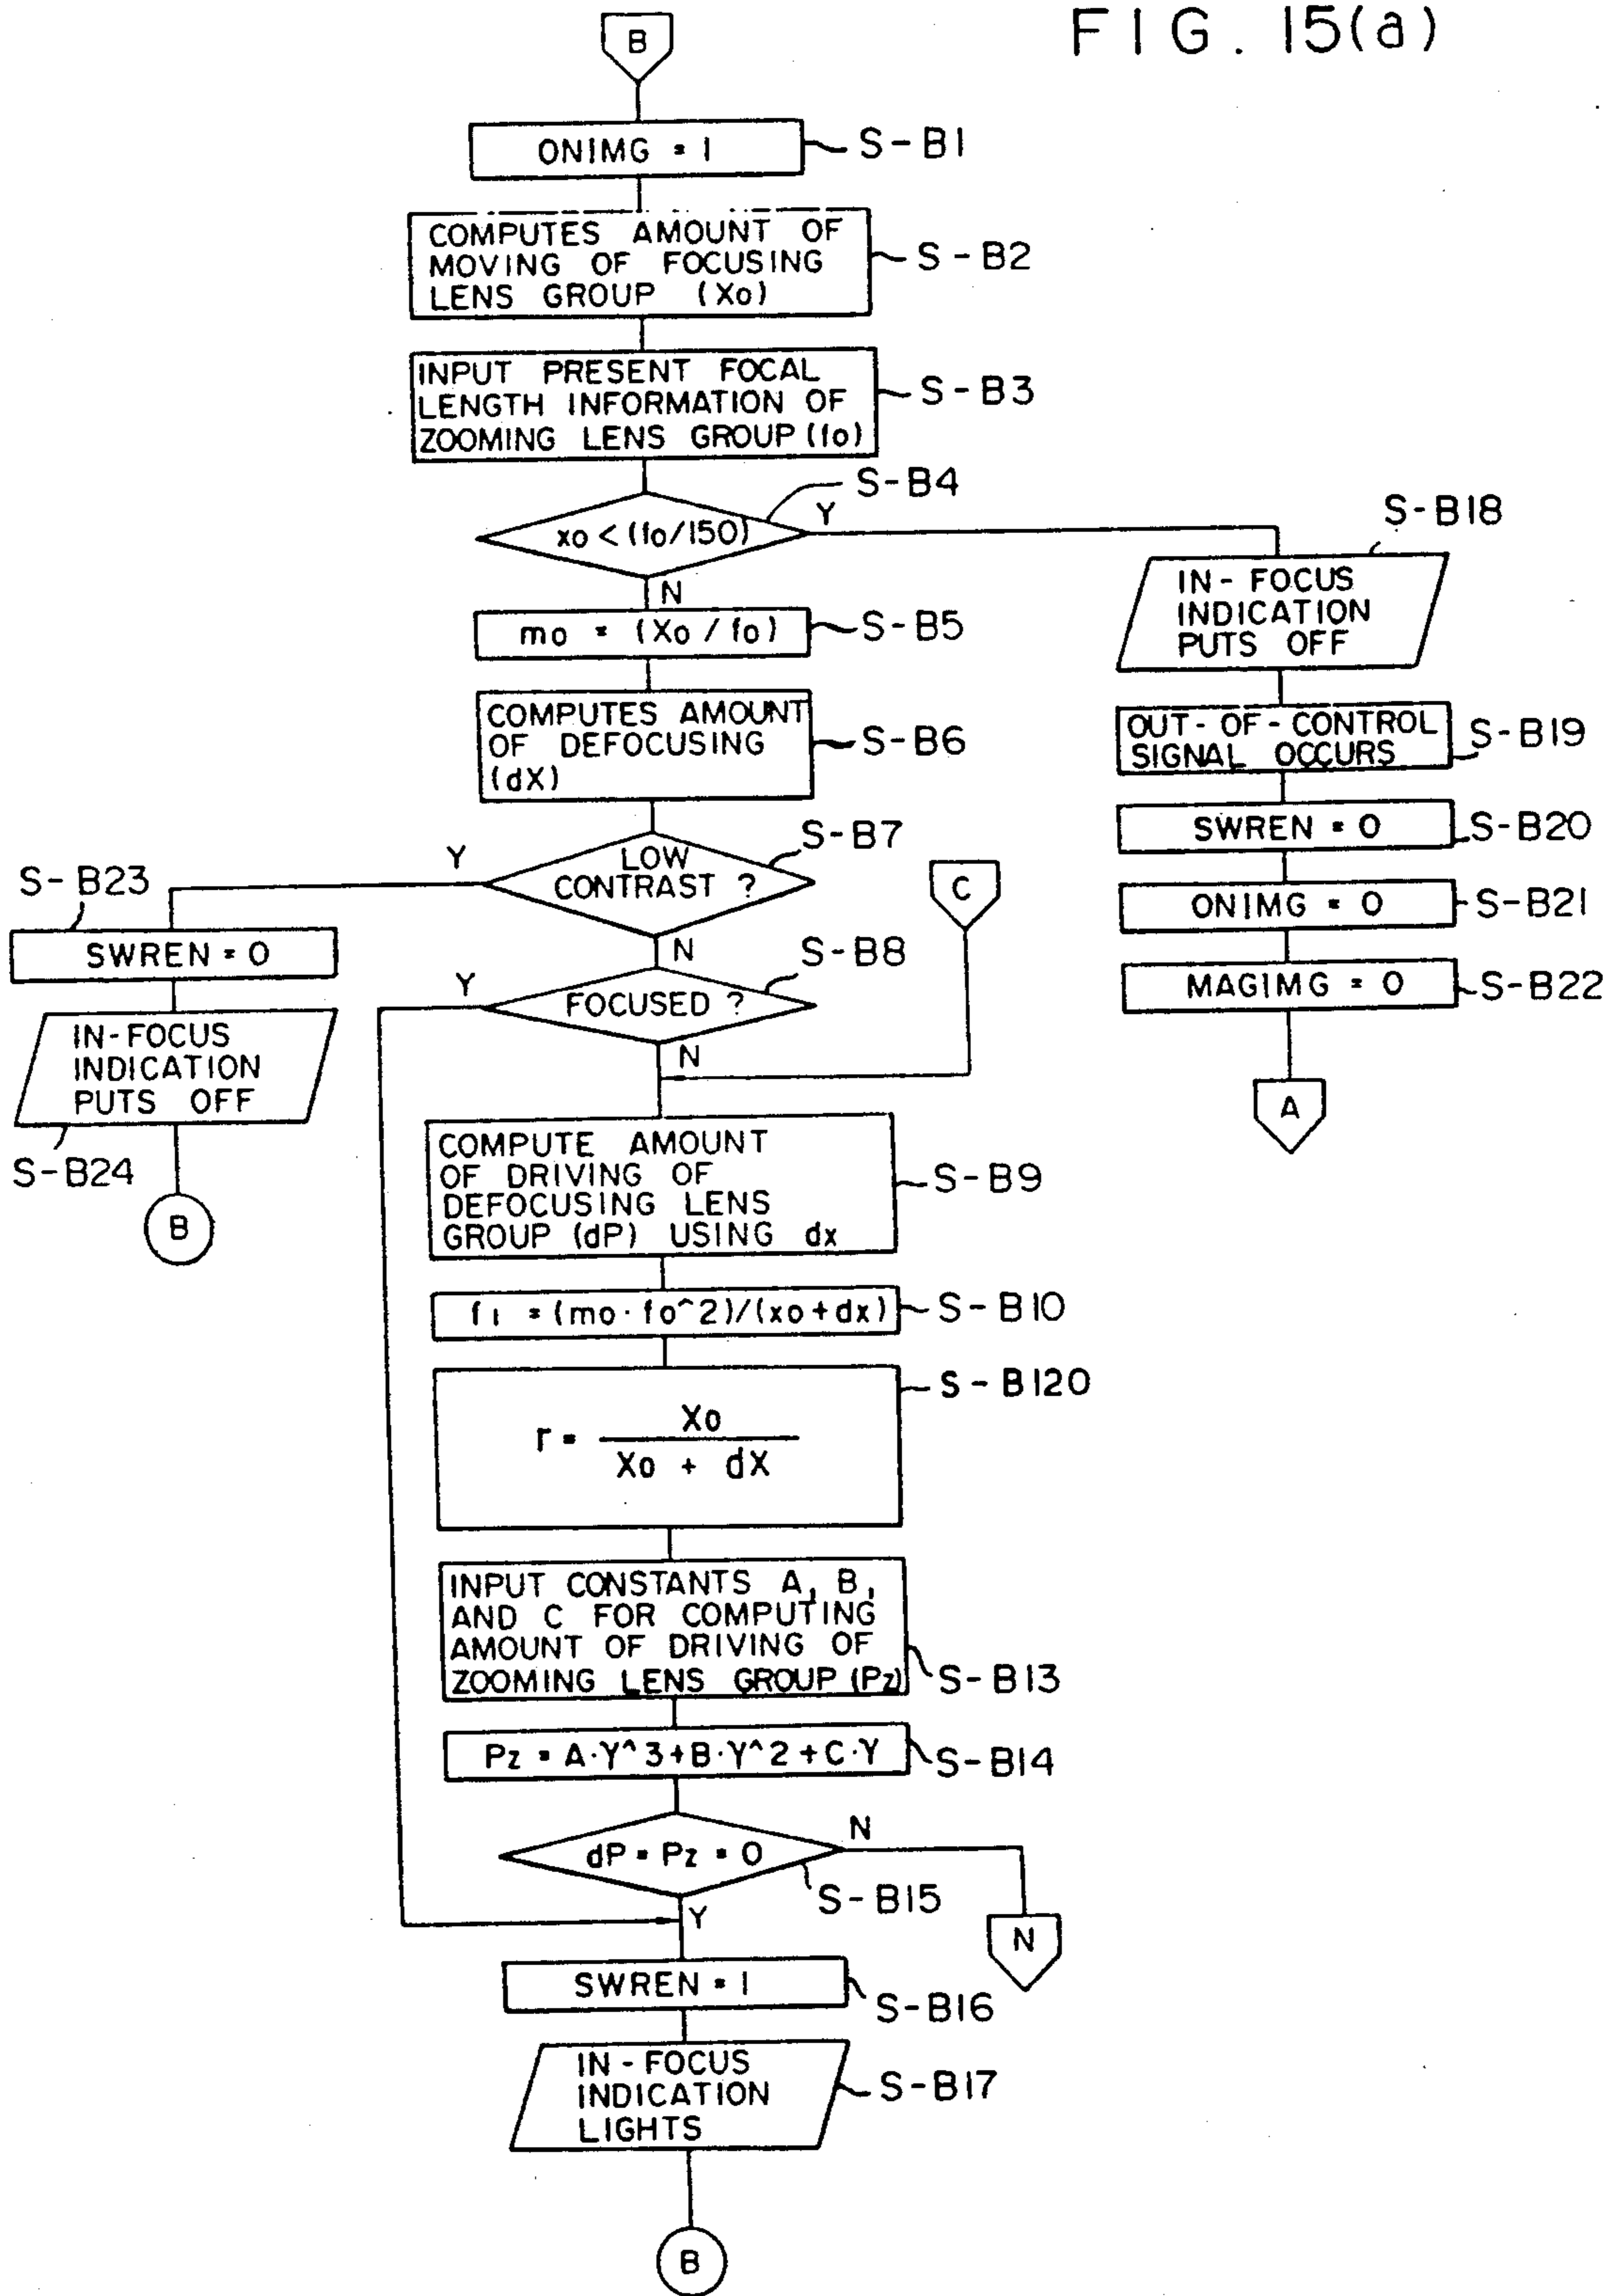 FIG. 15(a)
B
ONIMG = 1
S-B1
COMPUTES AMOUNT OF
MOVING OF FOCUSING
LENS GROUP (Xo)
S-B2
INPUT PRESENT FOCAL
LENGTH INFORMATION OF
ZOOMING LENS GROUP (fo)
S-B3
S-B4
xo < (fo/150)
Y
N
mo = (Xo / fo)
S-B5
COMPUTES AMOUNT
OF DEFOCUSING
(dX)
S-B6
S-B7
LOW
CONTRAST ?
Y
N
S-B23
SWREN = 0
IN-FOCUS
INDICATION
PUTS OFF
S-B24
B
S-B8
FOCUSED ?
Y
N
C
S-B18
IN-FOCUS
INDICATION
PUTS OFF
OUT-OF-CONTROL
SIGNAL OCCURS
S-B19
SWREN = 0
S-B20
ONIMG = 0
S-B21
MAGIMG = 0
S-B22
A
COMPUTE AMOUNT
OF DRIVING OF
DEFOCUSING LENS
GROUP (dP) USING dx
S-B9
f1 = (mo · fo^2)/(xo+dx)
S-B10
S-B120
r = Xo
Xo + dX
INPUT CONSTANTS A, B,
AND C FOR COMPUTING
AMOUNT OF DRIVING OF
ZOOMING LENS GROUP (Pz)
S-B13
Pz = A·Y^3+B·Y^2+C·Y
S-B14
dP = Pz = 0
N
S-B15
Y
N
SWREN = 1
S-B16
IN-FOCUS
INDICATION
LIGHTS
S-B17
B